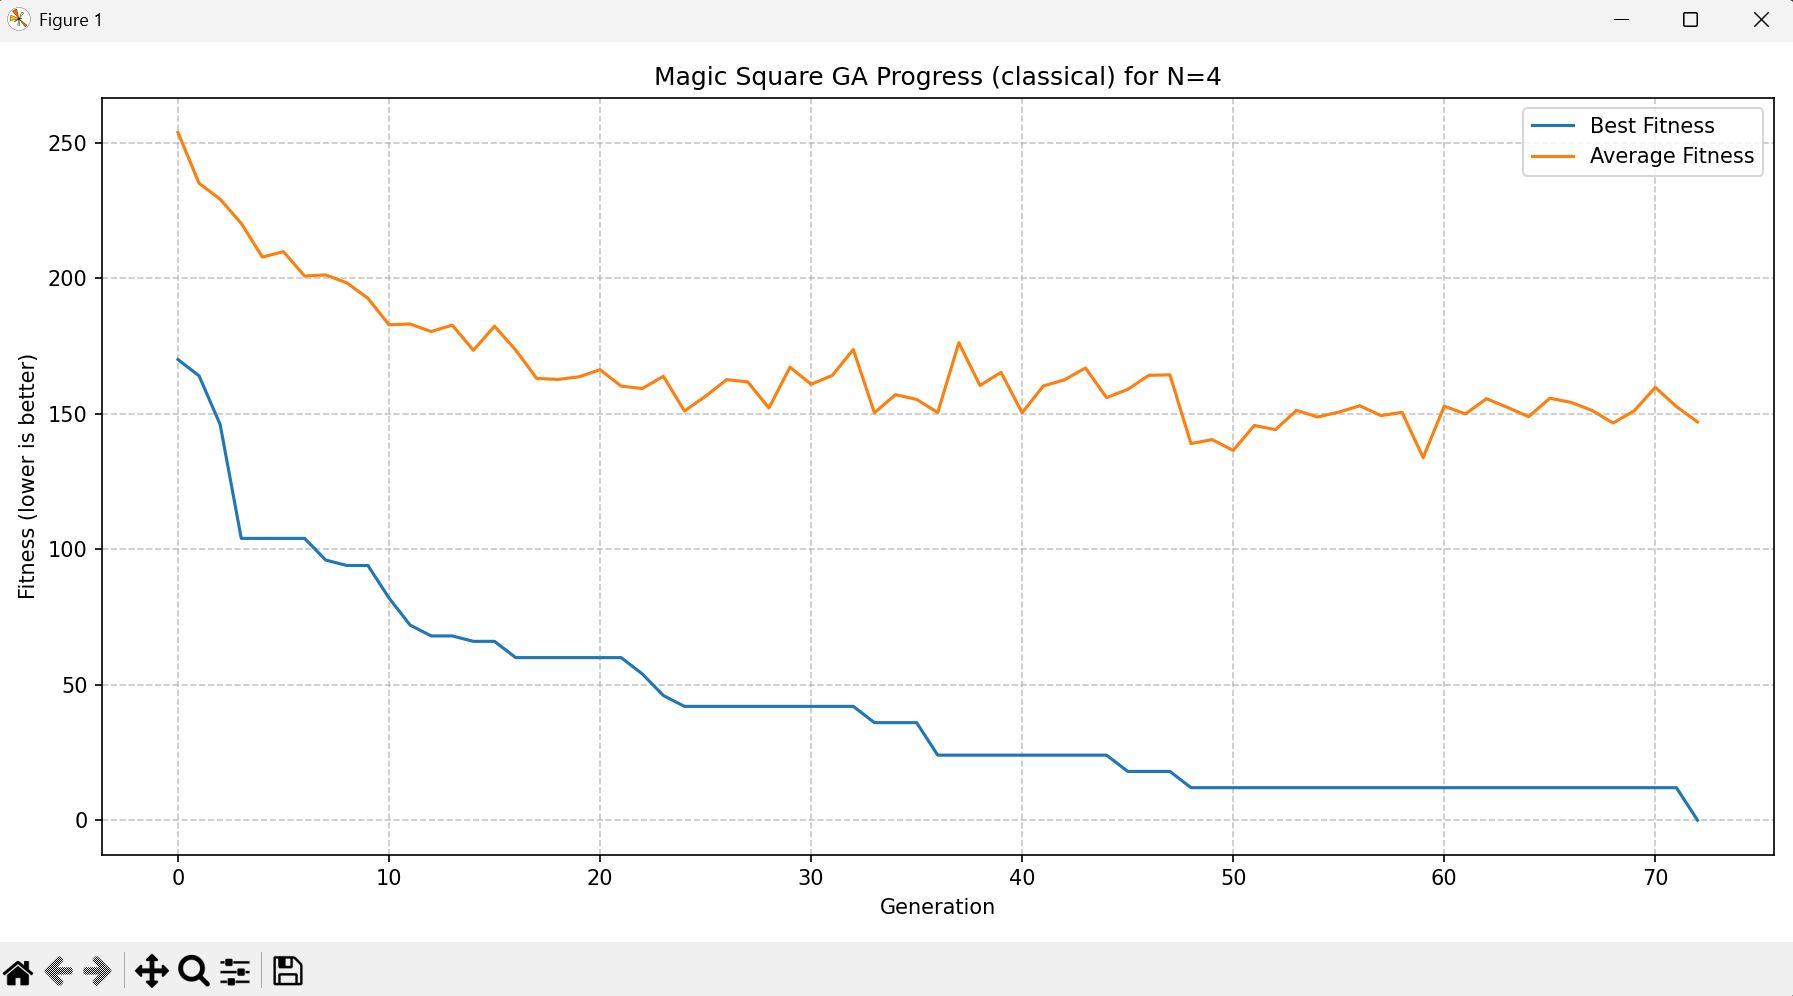 Figure 1
Magic Square GA Progress (classical) for N=4
Best Fitness
Average Fitness
Fitness (lower is better)
250
200
150
100
50
0
0 10 20 30 40 50 60 70
Generation